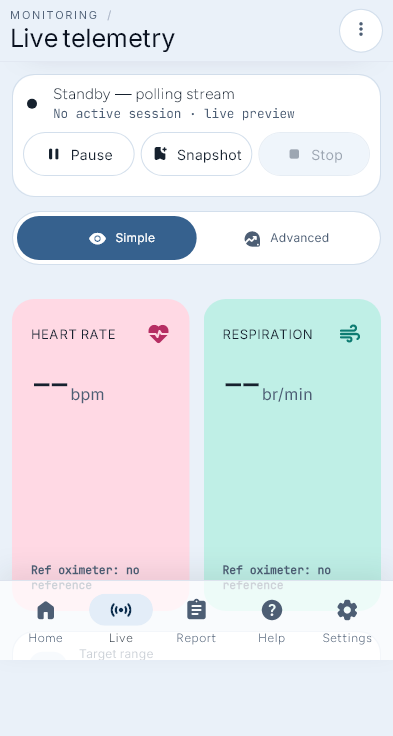 MONITORING /
Live telemetry
Standby — polling stream
No active session · live preview
Pause
Snapshot
Stop
Simple
Advanced
HEART RATE
-- bpm
Ref oximeter: no
reference
RESPIRATION
-- br/min
Ref oximeter: no
reference
Target range
Home
Live
Report
Help
Settings